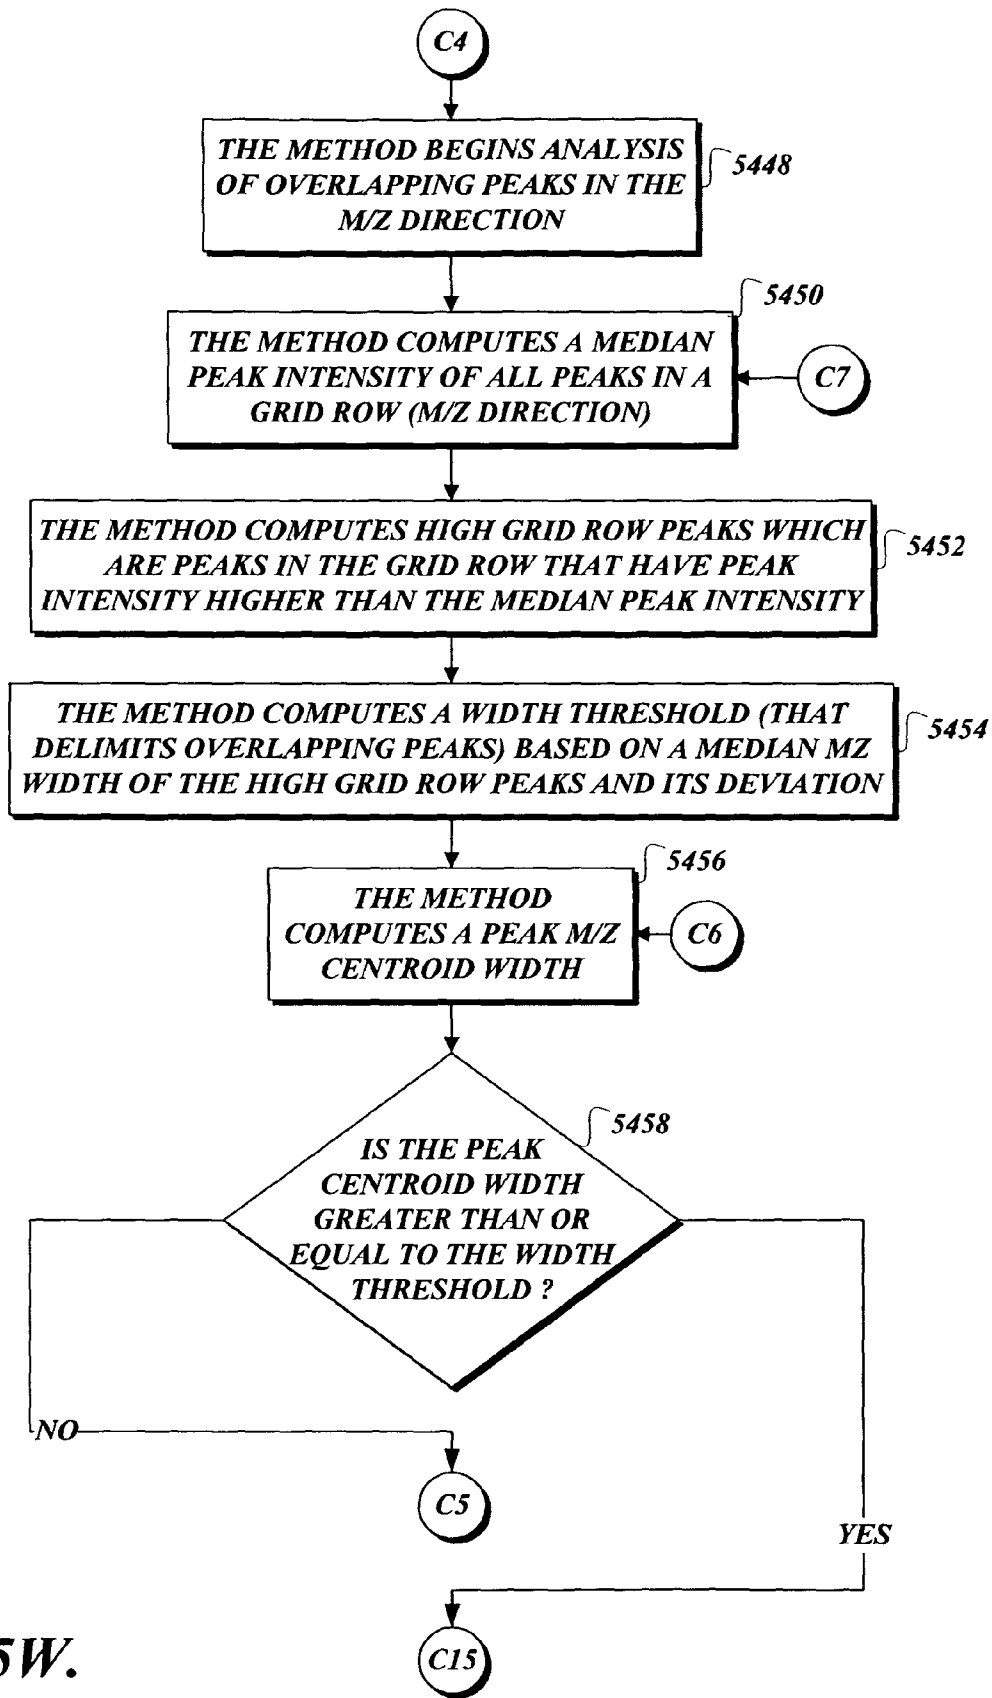 C4
THE METHOD BEGINS ANALYSIS
OF OVERLAPPING PEAKS IN THE
M/Z DIRECTION
5448
5450
THE METHOD COMPUTES A MEDIAN
PEAK INTENSITY OF ALL PEAKS IN A
GRID ROW (M/Z DIRECTION)
C7
THE METHOD COMPUTES HIGH GRID ROW PEAKS WHICH
ARE PEAKS IN THE GRID ROW THAT HAVE PEAK
INTENSITY HIGHER THAN THE MEDIAN PEAK INTENSITY
5452
THE METHOD COMPUTES A WIDTH THRESHOLD (THAT
DELIMITS OVERLAPPING PEAKS) BASED ON A MEDIAN MZ
WIDTH OF THE HIGH GRID ROW PEAKS AND ITS DEVIATION
5454
5456
THE METHOD
COMPUTES A PEAK M/Z
CENTROID WIDTH
C6
5458
IS THE PEAK
CENTROID WIDTH
GREATER THAN OR
EQUAL TO THE WIDTH
THRESHOLD ?
NO
C5
YES
C15
5W.